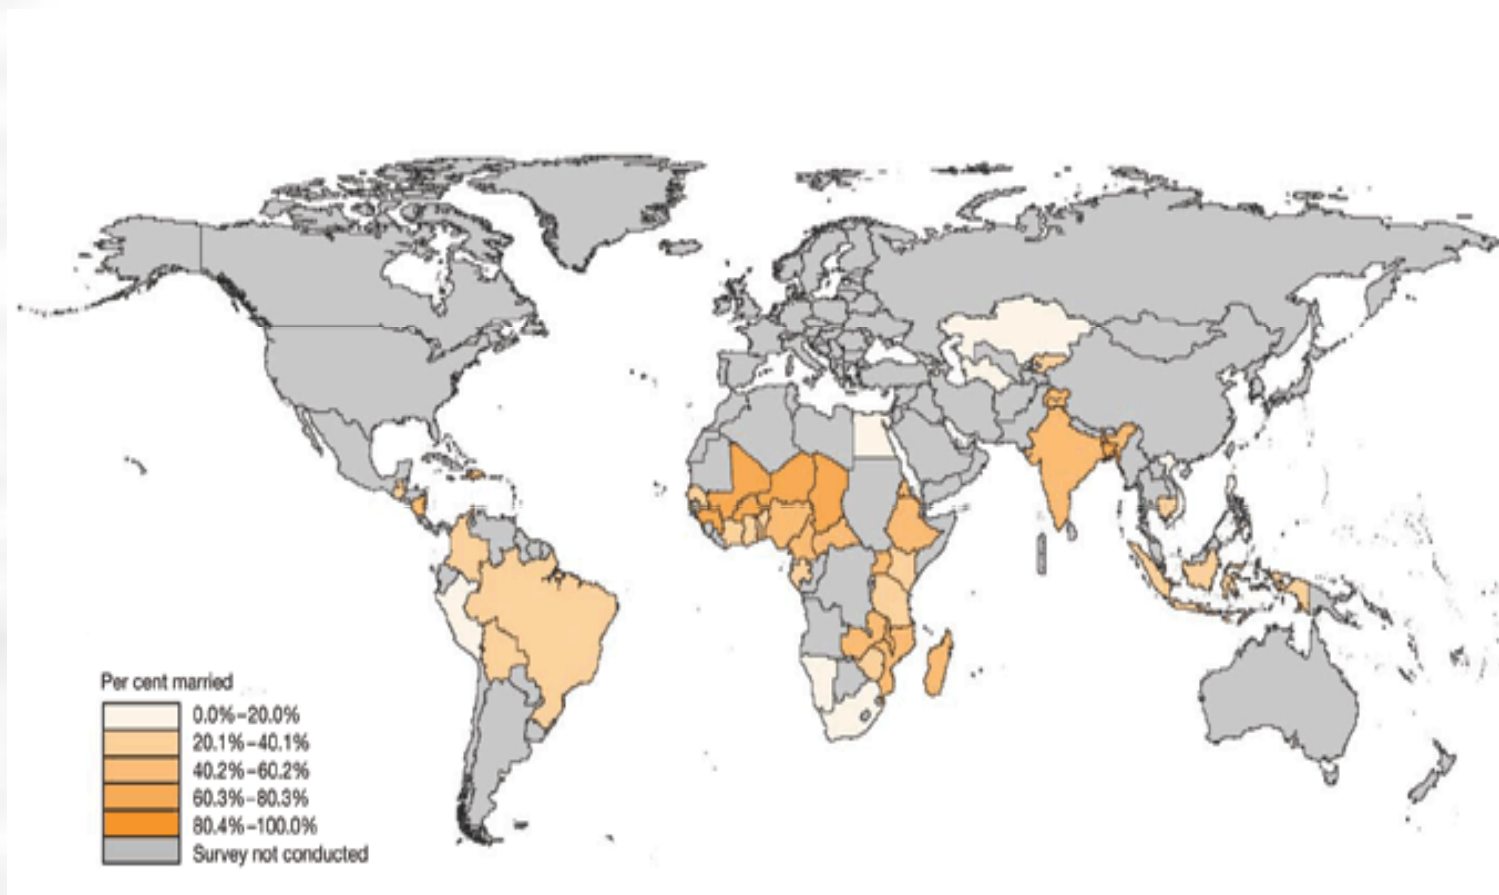 Per cent married
0.0%–20.0%
20.1%–40.1%
40.2%–60.2%
60.3%–80.3%
80.4%–100.0%
Survey not conducted